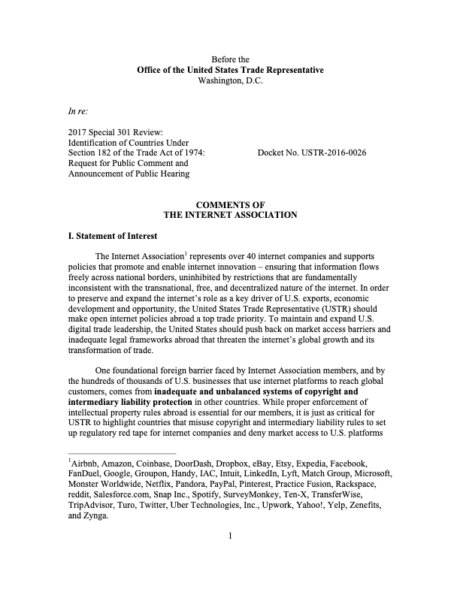 Before the
Office of the United States Trade Representative
Washington, D.C.
In re:
2017 Special 301 Review:
Identification of Countries Under
Section 182 of the Trade Act of 1974: Docket No. USTR-2016-0026
Request for Public Comment and
Announcement of Public Hearing
COMMENTS OF
THE INTERNET ASSOCIATION
I. Statement of Interest
The Internet Association1 represents over 40 internet companies and supports
policies that promote and enable internet innovation – ensuring that information flows
freely across national borders, uninhibited by restrictions that are fundamentally
inconsistent with the transnational, free, and decentralized nature of the internet. In
order to preserve and expand the internet's role as a key driver of U.S. exports, economic
development and opportunity, the United States Trade Representative (USTR) should
make open internet policies abroad a top trade priority. To maintain and expand U.S.
digital trade leadership, the United States should push back on market access barriers and
inadequate legal frameworks abroad that threaten the internet's global growth and its
transformation of trade.
One foundational foreign barrier faced by Internet Association members, and by
the hundreds of thousands of U.S. businesses that use internet platforms to reach global
customers, comes from inadequate and unbalanced systems of copyright and
intermediary liability protection in other countries. While proper enforcement of
intellectual property rules abroad is essential for our members, it is just as critical for
USTR to highlight countries that misuse copyright and intermediary liability rules to set
up regulatory red tape for internet companies and deny market access to U.S. platforms
1Airbnb, Amazon, Coinbase, DoorDash, Dropbox, eBay, Etsy, Expedia, Facebook,
FanDuel, Google, Groupon, Handy, IAC, Intuit, LinkedIn, Lyft, Match Group, Microsoft,
Monster Worldwide, Netflix, Pandora, PayPal, Pinterest, Practice Fusion, Rackspace,
reddit, Salesforce.com, Snap Inc., Spotify, SurveyMonkey, Ten-X, TransferWise,
TripAdvisor, Turo, Twitter, Uber Technologies, Inc., Upwork, Yahoo!, Yelp, Zenefits,
and Zynga.
1